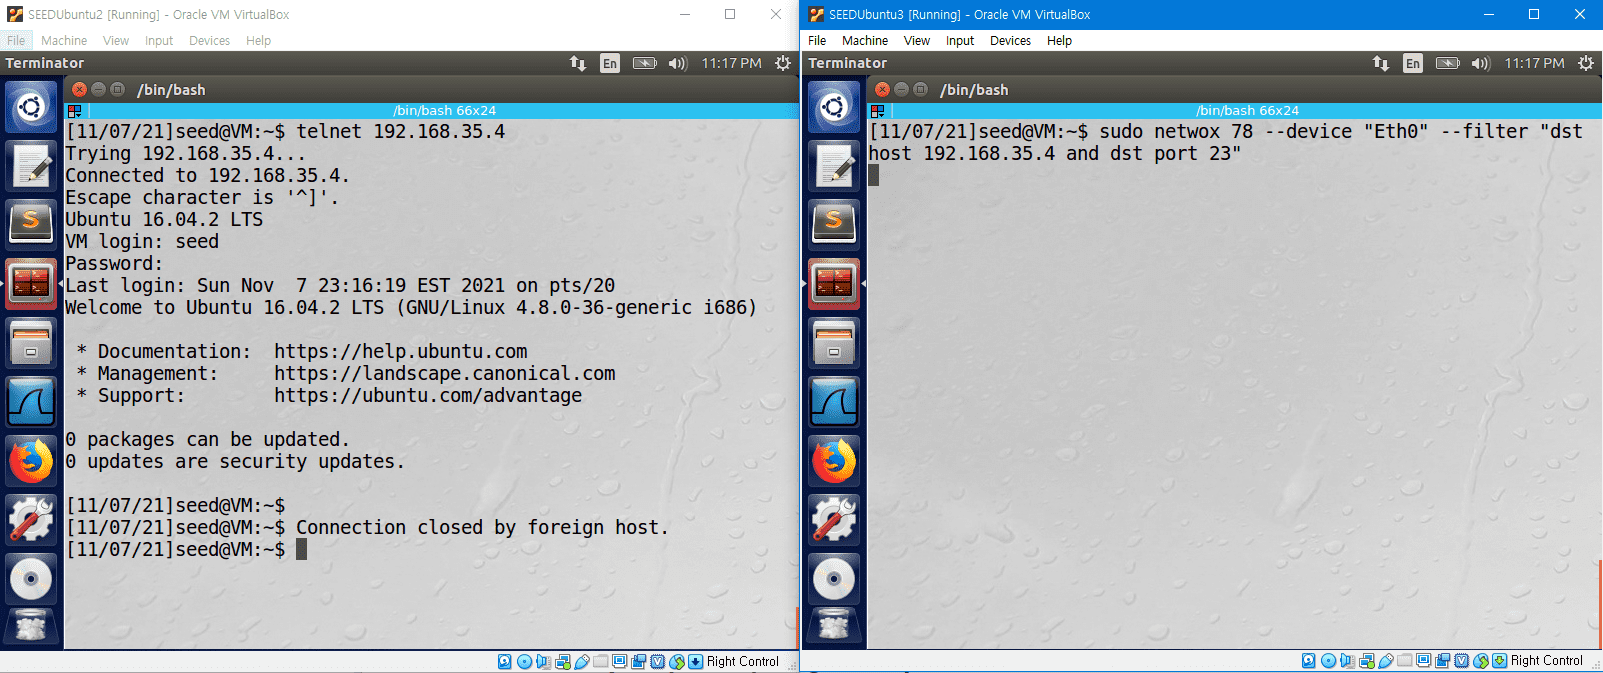 SEEDUbuntu2 [Running] - Oracle VM VirtualBox
File Machine View Input Devices Help
Terminator En 11:17 PM
/bin/bash
/bin/bash 66x24
[11/07/21]seed@VM:~$ telnet 192.168.35.4
Trying 192.168.35.4...
Connected to 192.168.35.4.
Escape character is '^]'.
Ubuntu 16.04.2 LTS
VM login: seed
Password:
Last login: Sun Nov  7 23:16:19 EST 2021 on pts/20
Welcome to Ubuntu 16.04.2 LTS (GNU/Linux 4.8.0-36-generic i686)
* Documentation:  https://help.ubuntu.com
* Management:     https://landscape.canonical.com
* Support:        https://ubuntu.com/advantage
0 packages can be updated.
0 updates are security updates.
[11/07/21]seed@VM:~$
[11/07/21]seed@VM:~$ Connection closed by foreign host.
[11/07/21]seed@VM:~$
Right Control
SEEDUbuntu3 [Running] - Oracle VM VirtualBox
File Machine View Input Devices Help
Terminator En 11:17 PM
/bin/bash
/bin/bash 66x24
[11/07/21]seed@VM:~$ sudo netwox 78 --device "Eth0" --filter "dst
host 192.168.35.4 and dst port 23"
Right Control